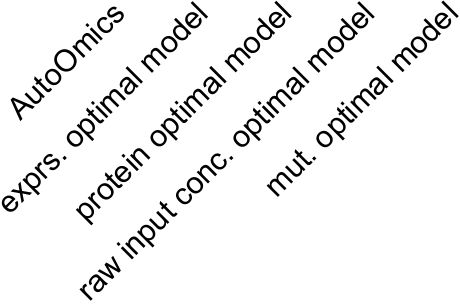 AutoOmics
exprs. optimal model
protein optimal model
raw input conc. optimal model
mut. optimal model